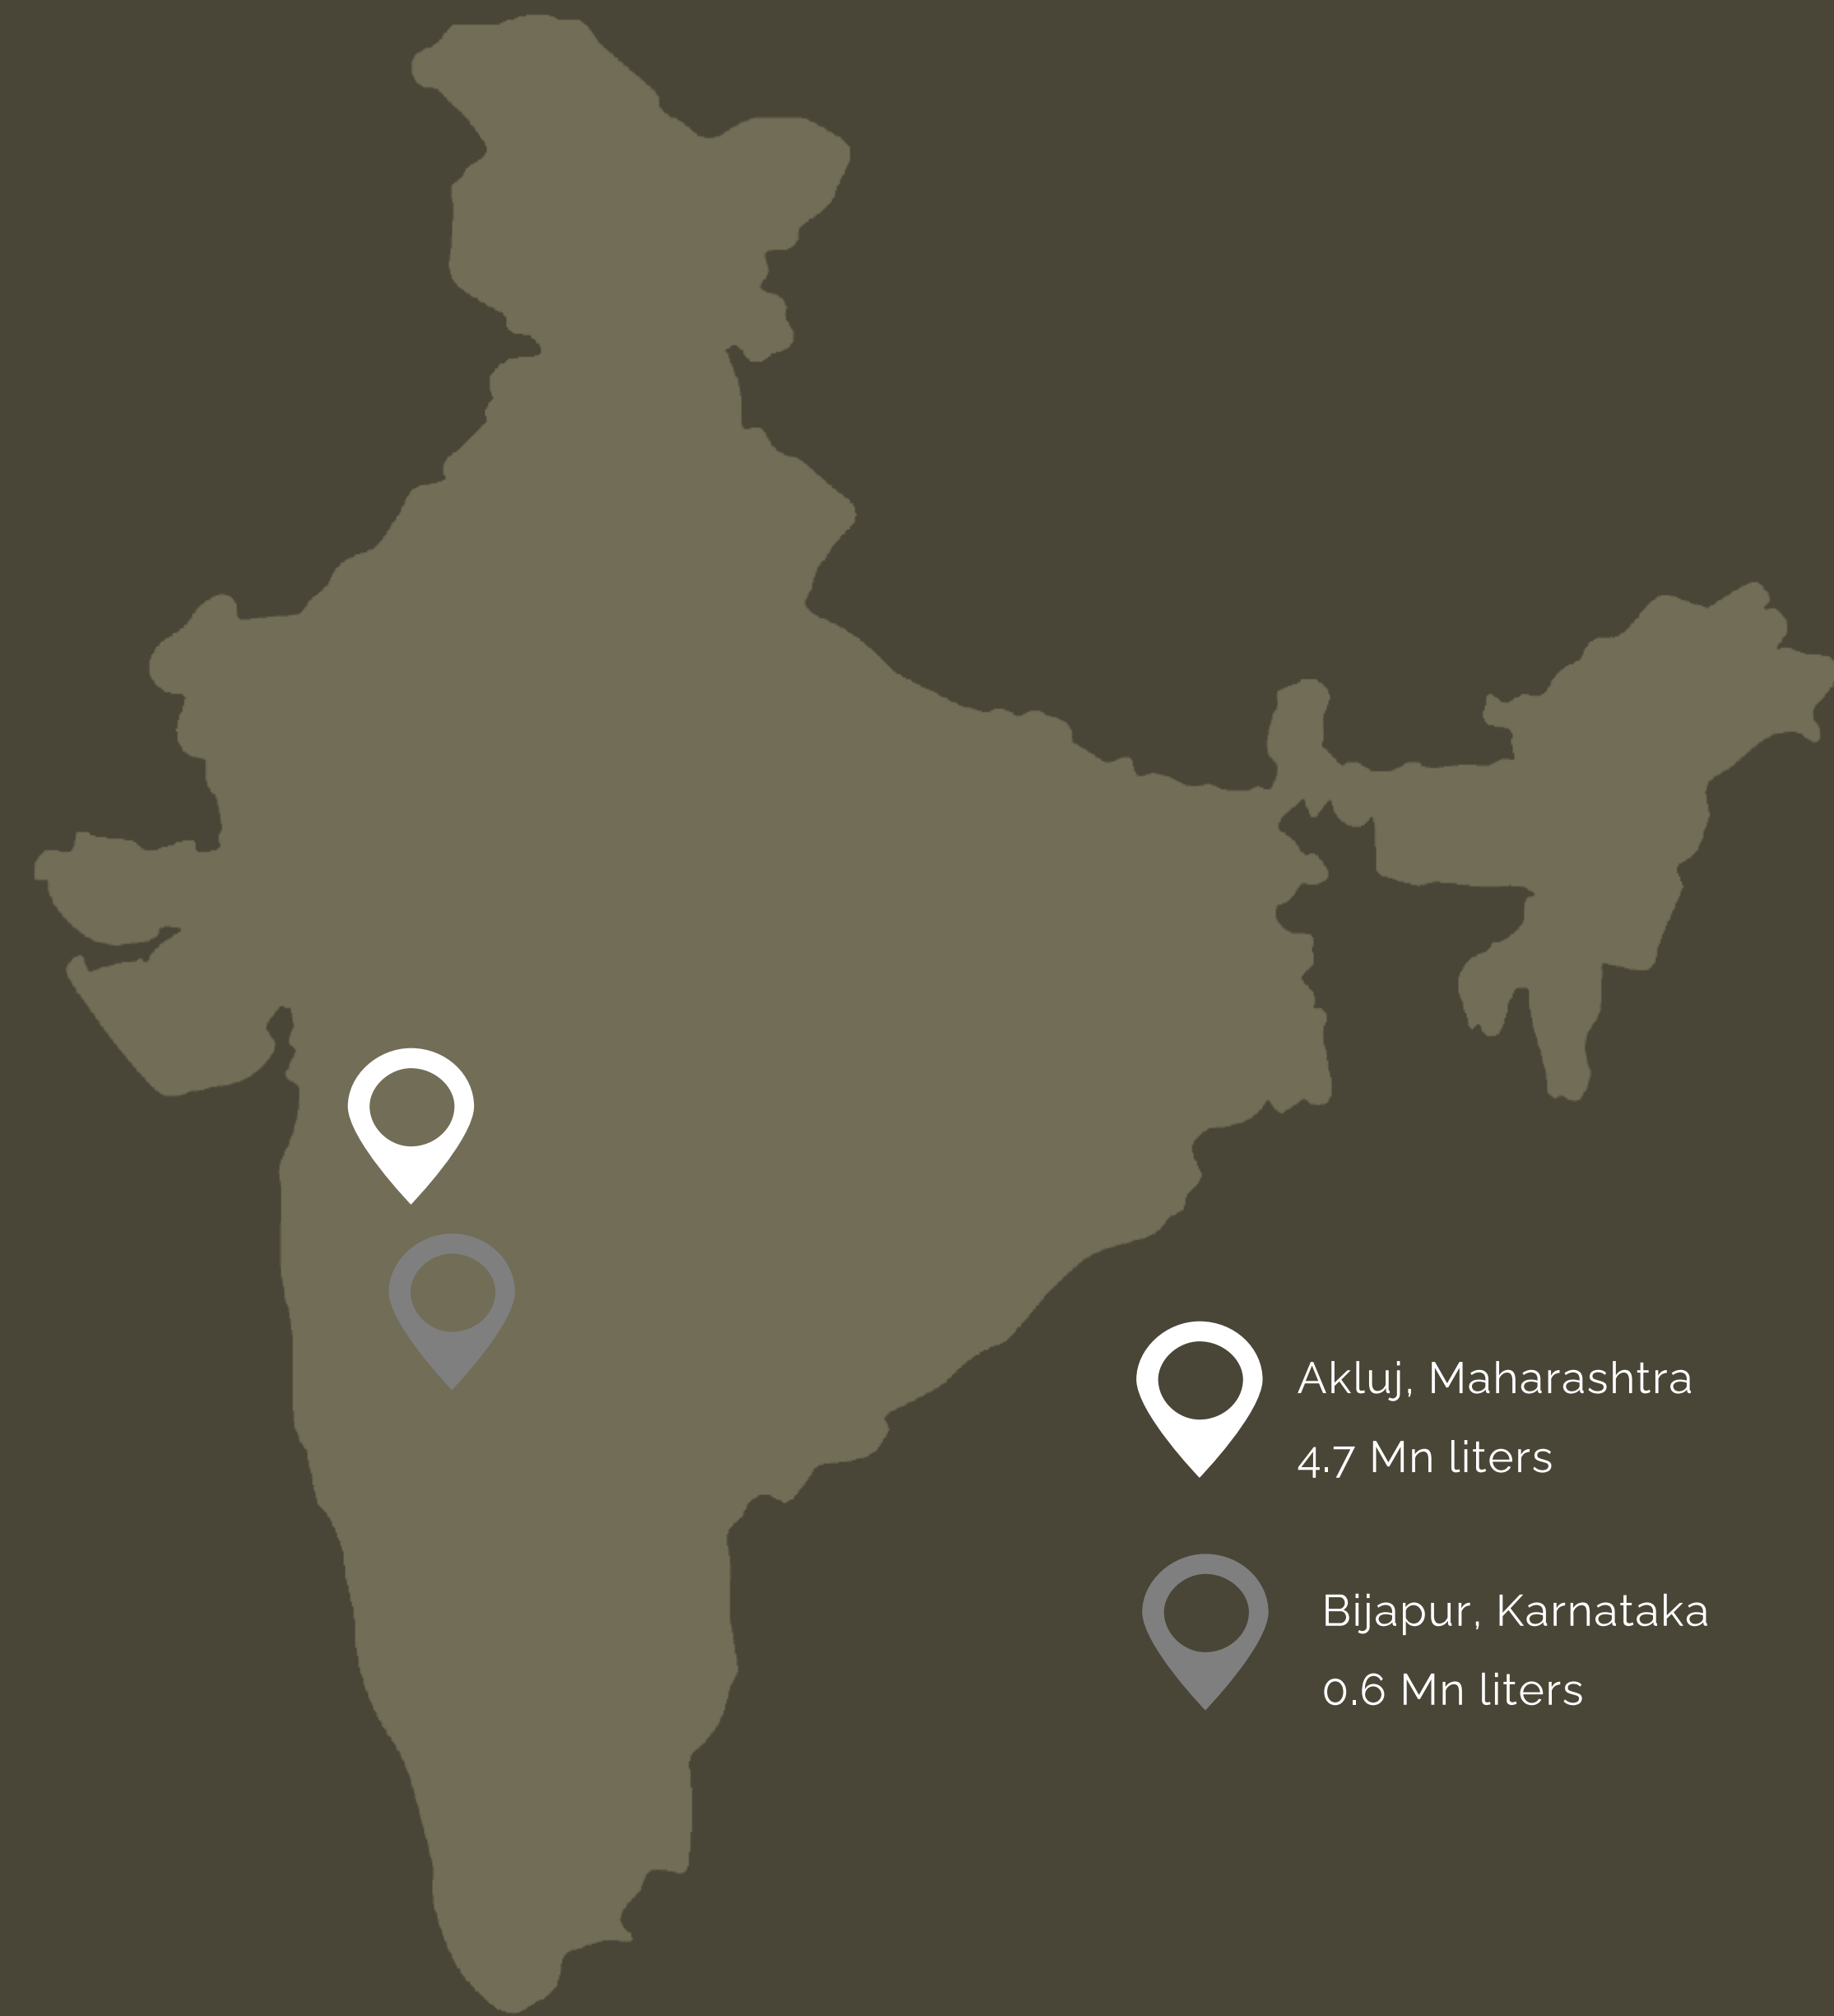 Akluj, Maharashtra
4.7 Mn liters
Bijapur, Karnataka
0.6 Mn liters